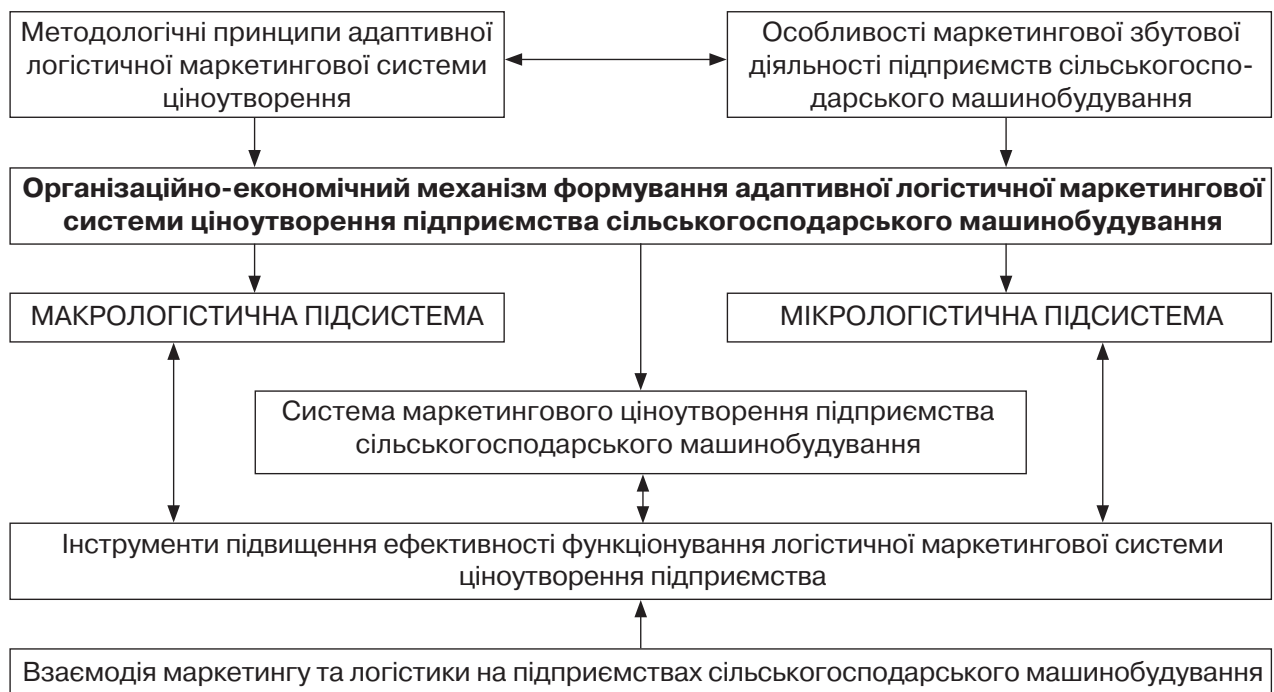 Методологічні принципи адаптивної
логістичної маркетингової системи
ціноутворення
Особливості маркетингової збутової
діяльності підприємств сільськогоспо-
дарського машинобудування
Організаційно-економічний механізм формування адаптивної логістичної маркетингової
системи ціноутворення підприємства сільськогосподарського машинобудування
МАКРОЛОГІСТИЧНА ПІДСИСТЕМА
МІКРОЛОГІСТИЧНА ПІДСИСТЕМА
Система маркетингового ціноутворення підприємства
сільськогосподарського машинобудування
Інструменти підвищення ефективності функціонування логістичної маркетингової системи
ціноутворення підприємства
Взаємодія маркетингу та логістики на підприємствах сільськогосподарського машинобудування